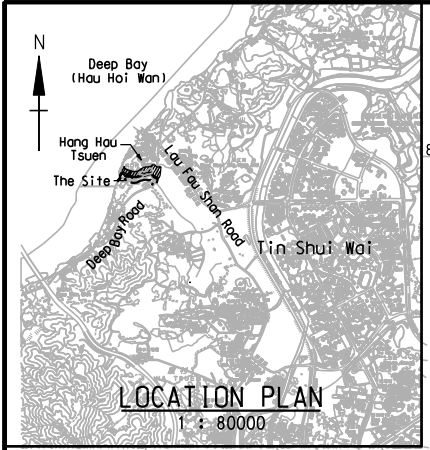 N
Deep Bay
(Hau Hoi Wan)
Hang Hau
Tsuen
The Site
Lau Fau Shan Road
Deep Bay Road
Tin Shui Wai
8
LOCATION PLAN
1 : 80000